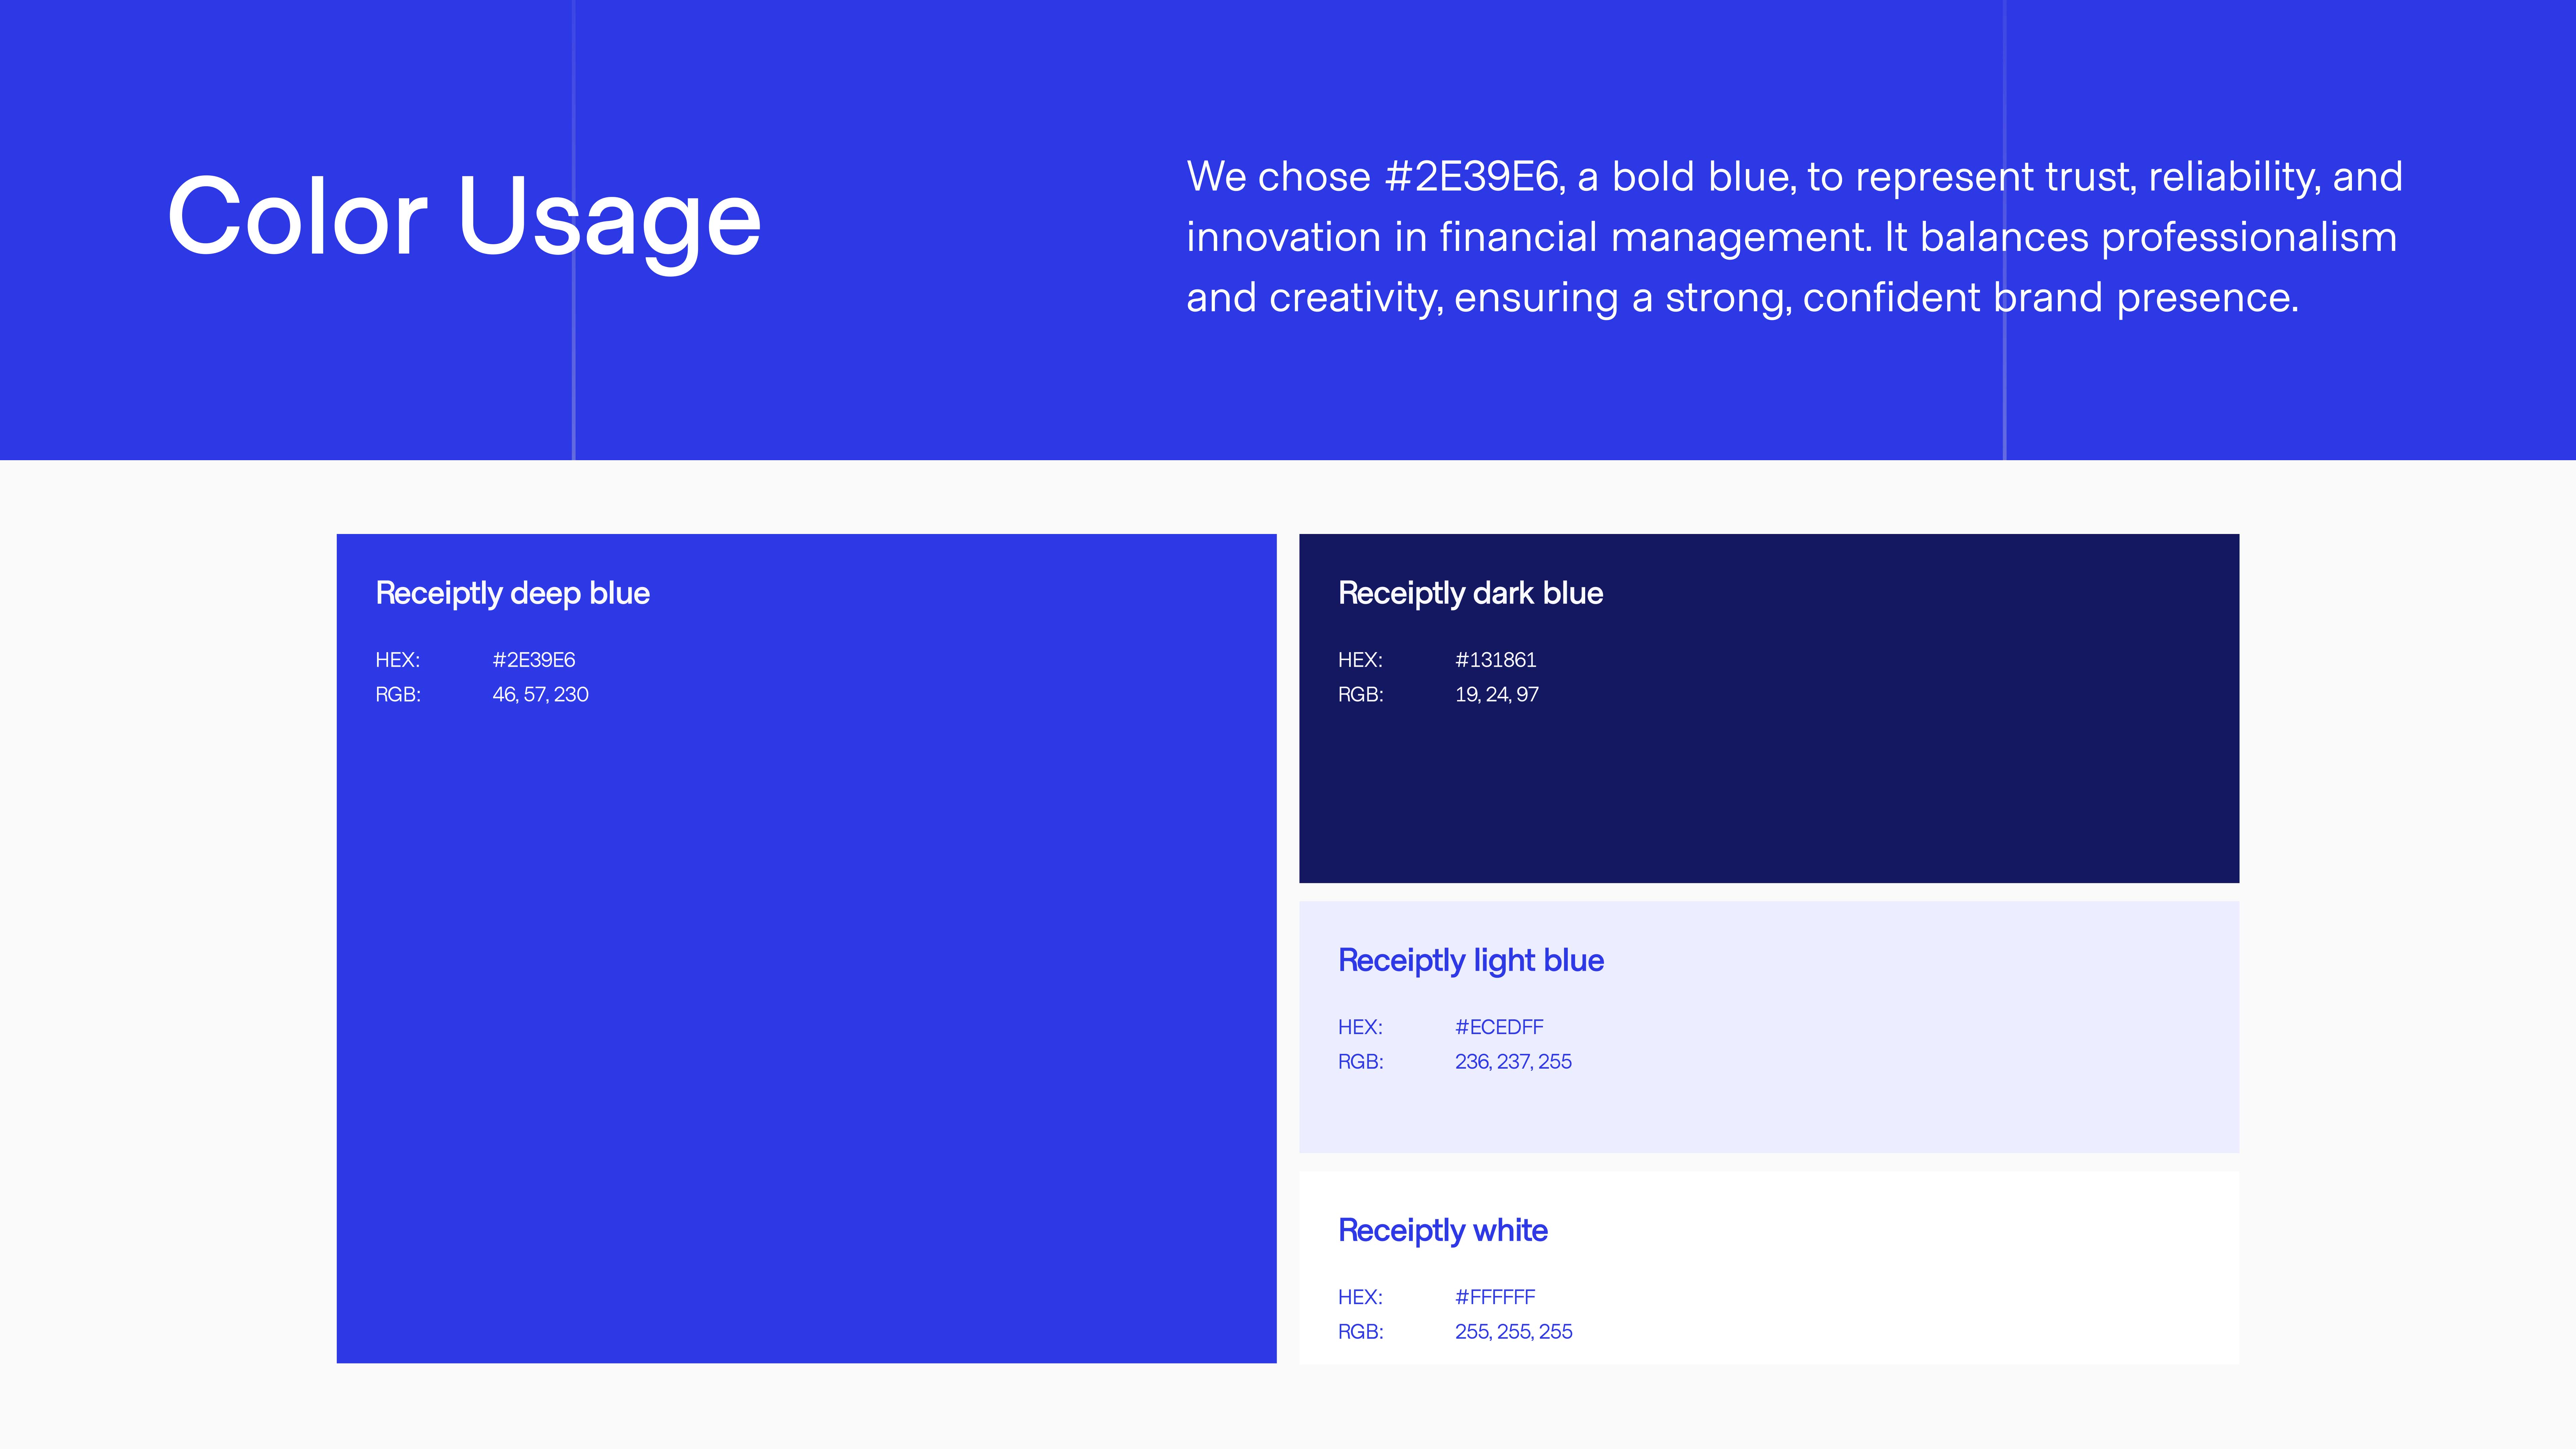 Color Usage
We chose #2E39E6, a bold blue, to represent trust, reliability, and
innovation in financial management. It balances professionalism
and creativity, ensuring a strong, confident brand presence.
Receiptly deep blue
HEX: #2E39E6
RGB: 46, 57, 230
Receiptly dark blue
HEX: #131861
RGB: 19, 24, 97
Receiptly light blue
HEX: #ECEDFF
RGB: 236, 237, 255
Receiptly white
HEX: #FFFFFF
RGB: 255, 255, 255